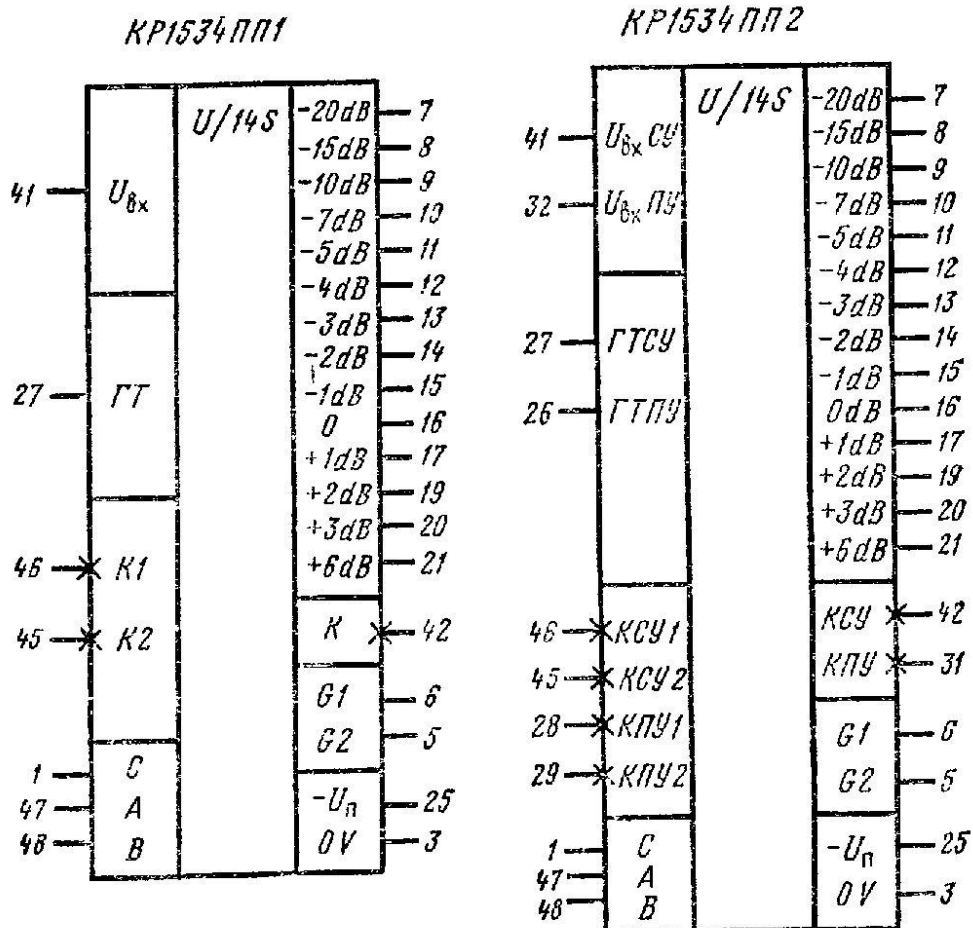 КР1534ПП1
U/14S
41 Uвх
27 ГТ
46 К1
45 К2
1 C
47 A
48 B
-20dB 7
-15dB 8
-10dB 9
-7dB 10
-5dB 11
-4dB 12
-3dB 13
-2dB 14
-1dB 15
0 16
+1dB 17
+2dB 19
+3dB 20
+6dB 21
К 42
G1 6
G2 5
-Uп 25
0V 3
КР1534ПП2
U/14S
41 Uвх СУ
32 Uвх ПУ
27 ГТСУ
26 ГТПУ
46 КСУ1
45 КСУ2
28 КПУ1
29 КПУ2
1 C
47 A
48 B
-20dB 7
-15dB 8
-10dB 9
-7dB 10
-5dB 11
-4dB 12
-3dB 13
-2dB 14
-1dB 15
0dB 16
+1dB 17
+2dB 19
+3dB 20
+6dB 21
КСУ 42
КПУ 31
G1 6
G2 5
-Uп 25
0V 3